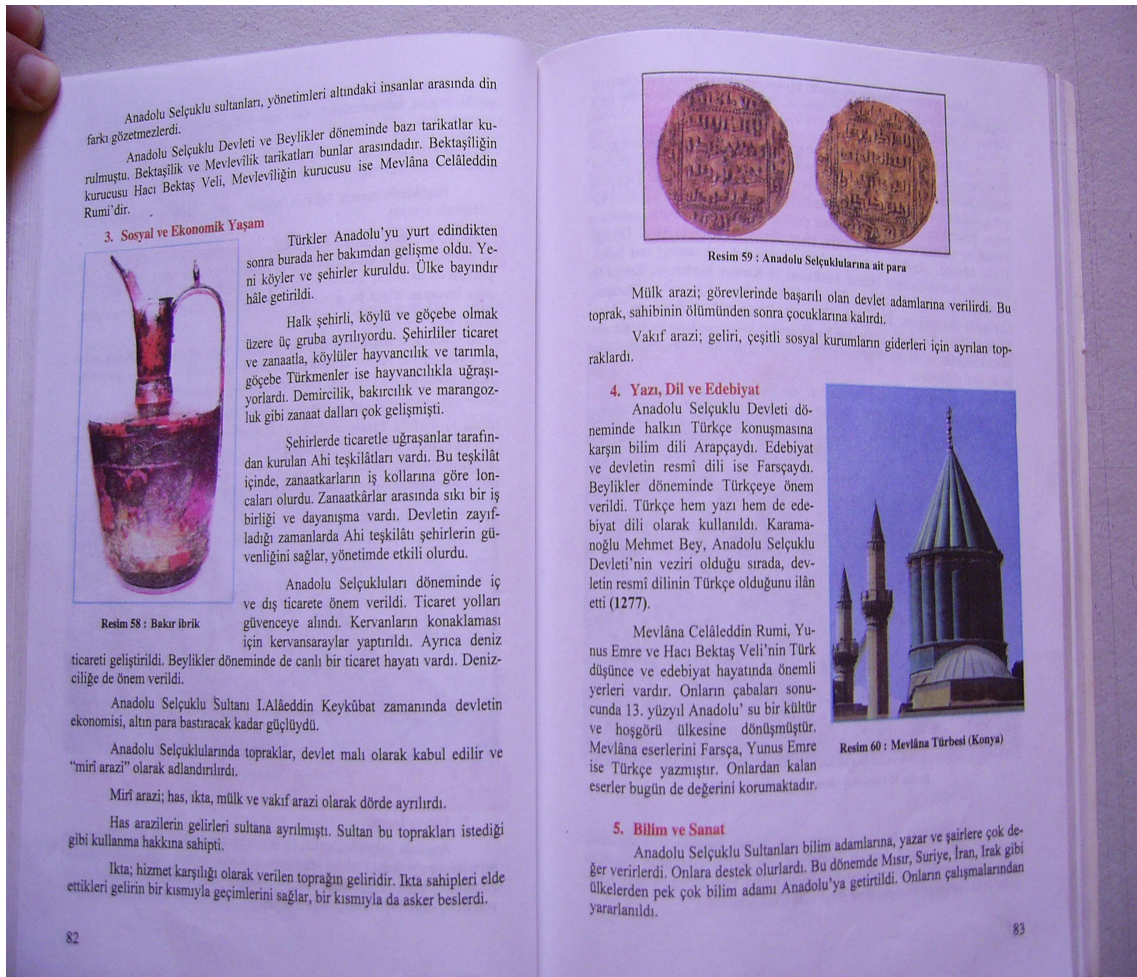 Anadolu Selçuklu sultanları, yönetimleri altındaki insanlar arasında din
farkı gözetmezlerdi.
Anadolu Selçuklu Devleti ve Beylikler döneminde bazı tarikatlar ku-
rulmuştu. Bektaşîlik ve Mevlevîlik tarikatları bunlar arasındadır. Bektaşîliğin
kurucusu Hacı Bektaş Veli, Mevlevîliğin kurucusu ise Mevlâna Celâleddin
Rumi'dir.
3. Sosyal ve Ekonomik Yaşam
Türkler Anadolu'yu yurt edindikten
sonra burada her bakımdan gelişme oldu. Ye-
ni köyler ve şehirler kuruldu. Ülke bayındır
hâle getirildi.
Halk şehirli, köylü ve göçebe olmak
üzere üç gruba ayrılıyordu. Şehirliler ticaret
ve zanaatla, köylüler hayvancılık ve tarımla,
göçebe Türkmenler ise hayvancılıkla uğraşı-
yorlardı. Demircilik, bakırcılık ve marangoz-
luk gibi zanaat dalları çok gelişmişti.
Şehirlerde ticaretle uğraşanlar tarafın-
dan kurulan Ahi teşkilâtları vardı. Bu teşkilât
içinde, zanaatkarların iş kollarına göre lon-
caları olurdu. Zanaatkârlar arasında sıkı bir iş
birliği ve dayanışma vardı. Devletin zayıf-
ladığı zamanlarda Ahi teşkilâtı şehirlerin gü-
venliğini sağlar, yönetimde etkili olurdu.
Anadolu Selçukluları döneminde iç
ve dış ticarete önem verildi. Ticaret yolları
güvenceye alındı. Kervanların konaklaması
için kervansaraylar yaptırıldı. Ayrıca deniz
ticareti geliştirildi. Beylikler döneminde de canlı bir ticaret hayatı vardı. Deniz-
ciliğe de önem verildi.
Resim 58 : Bakır ibrik
Anadolu Selçuklu Sultanı I.Alâeddin Keykûbat zamanında devletin
ekonomisi, altın para bastıracak kadar güçlüydü.
Anadolu Selçuklularında topraklar, devlet malı olarak kabul edilir ve
"mirî arazi" olarak adlandırılırdı.
Mirî arazi; has, ıkta, mülk ve vakıf arazi olarak dörde ayrılırdı.
Has arazilerin gelirleri sultana ayrılmıştı. Sultan bu toprakları istediği
gibi kullanma hakkına sahipti.
Ikta; hizmet karşılığı olarak verilen toprağın geliridir. Ikta sahipleri elde
ettikleri gelirin bir kısmıyla geçimlerini sağlar, bir kısmıyla da asker beslerdi.
82
Resim 59 : Anadolu Selçuklularına ait para
Mülk arazi; görevlerinde başarılı olan devlet adamlarına verilirdi. Bu
toprak, sahibinin ölümünden sonra çocuklarına kalırdı.
Vakıf arazi; geliri, çeşitli sosyal kurumların giderleri için ayrılan top-
raklardı.
4. Yazı, Dil ve Edebiyat
Anadolu Selçuklu Devleti dö-
neminde halkın Türkçe konuşmasına
karşın bilim dili Arapçaydı. Edebiyat
ve devletin resmî dili ise Farsçaydı.
Beylikler döneminde Türkçeye önem
verildi. Türkçe hem yazı hem de ede-
biyat dili olarak kullanıldı. Karama-
noğlu Mehmet Bey, Anadolu Selçuklu
Devleti'nin veziri olduğu sırada, dev-
letin resmî dilinin Türkçe olduğunu ilân
etti (1277).
Mevlâna Celâleddin Rumi, Yu-
nus Emre ve Hacı Bektaş Veli'nin Türk
düşünce ve edebiyat hayatında önemli
yerleri vardır. Onların çabaları sonu-
cunda 13. yüzyıl Anadolu' su bir kültür
ve hoşgörü ülkesine dönüşmüştür.
Mevlâna eserlerini Farsça, Yunus Emre
ise Türkçe yazmıştır. Onlardan kalan
eserler bugün de değerini korumaktadır.
Resim 60 : Mevlâna Türbesi (Konya)
5. Bilim ve Sanat
Anadolu Selçuklu Sultanları bilim adamlarına, yazar ve şairlere çok de-
ğer verirlerdi. Onlara destek olurlardı. Bu dönemde Mısır, Suriye, İran, Irak gibi
ülkelerden pek çok bilim adamı Anadolu'ya getirtildi. Onların çalışmalarından
yararlanıldı.
83